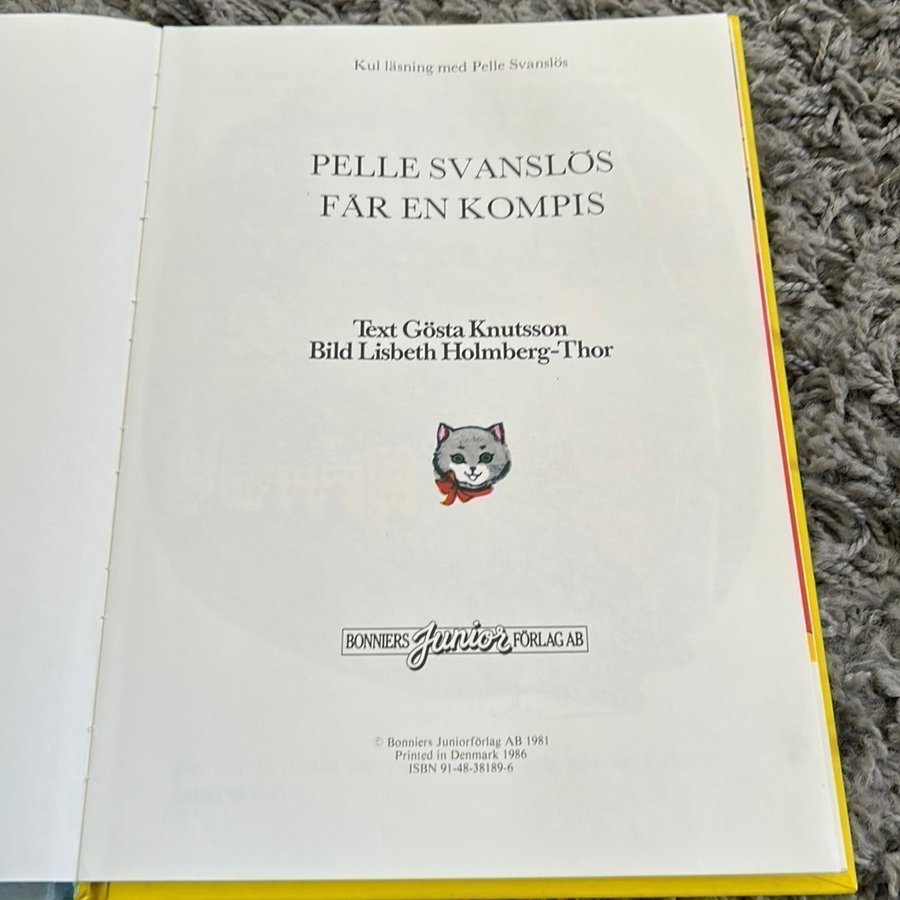 Kul läsning med Pelle Svanslös
PELLE SVANSLÖS
FÅR EN KOMPIS
Text Gösta Knutsson
Bild Lisbeth Holmberg-Thor
BONNIERS Junior FÖRLAG AB
© Bonniers Juniorförlag AB 1981
Printed in Denmark 1986
ISBN 91-48-38189-6